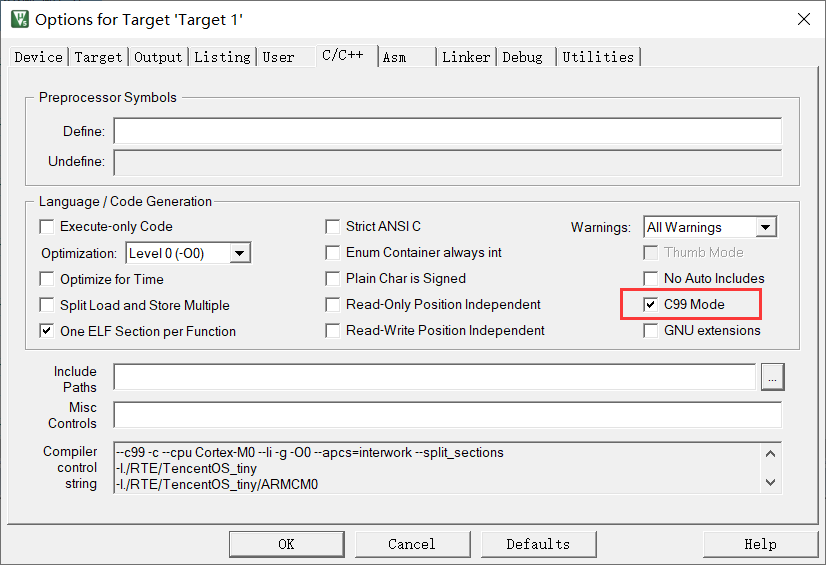 Options for Target 'Target 1'
Device Target Output Listing User C/C++ Asm Linker Debug Utilities
Preprocessor Symbols
Define:
Undefine:
Language / Code Generation
Execute-only Code Strict ANSI C Warnings: All Warnings
Optimization: Level 0 (-O0) Enum Container always int Thumb Mode
Optimize for Time Plain Char is Signed No Auto Includes
Split Load and Store Multiple Read-Only Position Independent C99 Mode
One ELF Section per Function Read-Write Position Independent GNU extensions
Include
Paths
...
Misc
Controls
Compiler
control
string
--c99 -c --cpu Cortex-M0 --li -g -O0 --apcs=interwork --split_sections
-I./RTE/TencentOS_tiny
-I./RTE/TencentOS_tiny/ARMCM0
OK Cancel Defaults Help